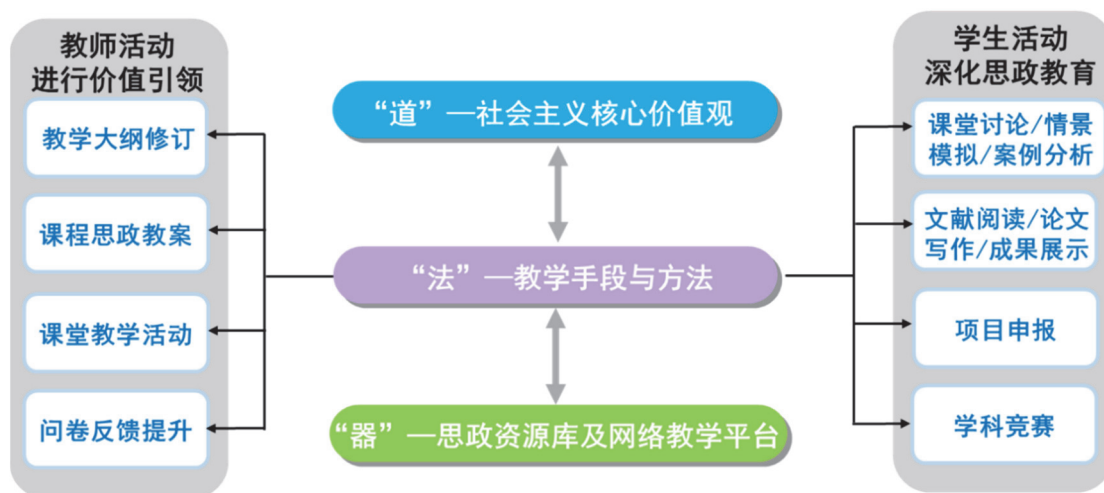 教师活动
进行价值引领
教学大纲修订
课程思政教案
课堂教学活动
问卷反馈提升
“道”—社会主义核心价值观
“法”—教学手段与方法
“器”—思政资源库及网络教学平台
学生活动
深化思政教育
课堂讨论/情景
模拟/案例分析
文献阅读/论文
写作/成果展示
项目申报
学科竞赛